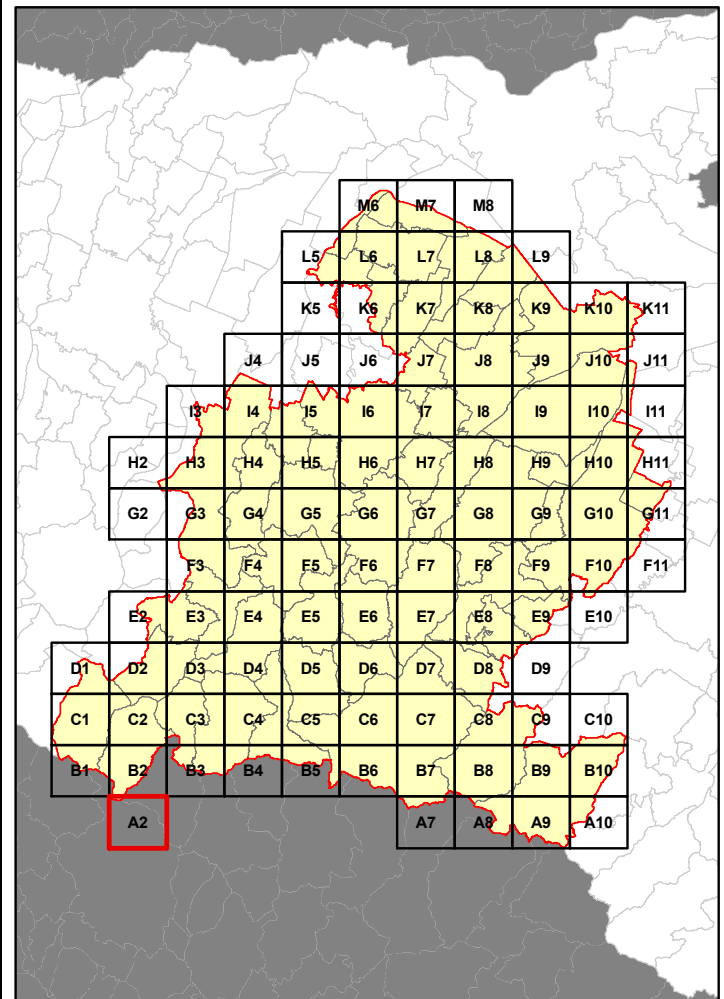 M6 M7 M8
L5 L6 L7 L8 L9
K5 K6 K7 K8 K9 K10 K11
J4 J5 J6 J7 J8 J9 J10 J11
I3 I4 I5 I6 I7 I8 I9 I10 I11
H2 H3 H4 H5 H6 H7 H8 H9 H10 H11
G2 G3 G4 G5 G6 G7 G8 G9 G10 G11
F3 F4 F5 F6 F7 F8 F9 F10 F11
E2 E3 E4 E5 E6 E7 E8 E9 E10
D1 D2 D3 D4 D5 D6 D7 D8 D9
C1 C2 C3 C4 C5 C6 C7 C8 C9 C10
B1 B2 B3 B4 B5 B6 B7 B8 B9 B10
A2 A7 A8 A9 A10